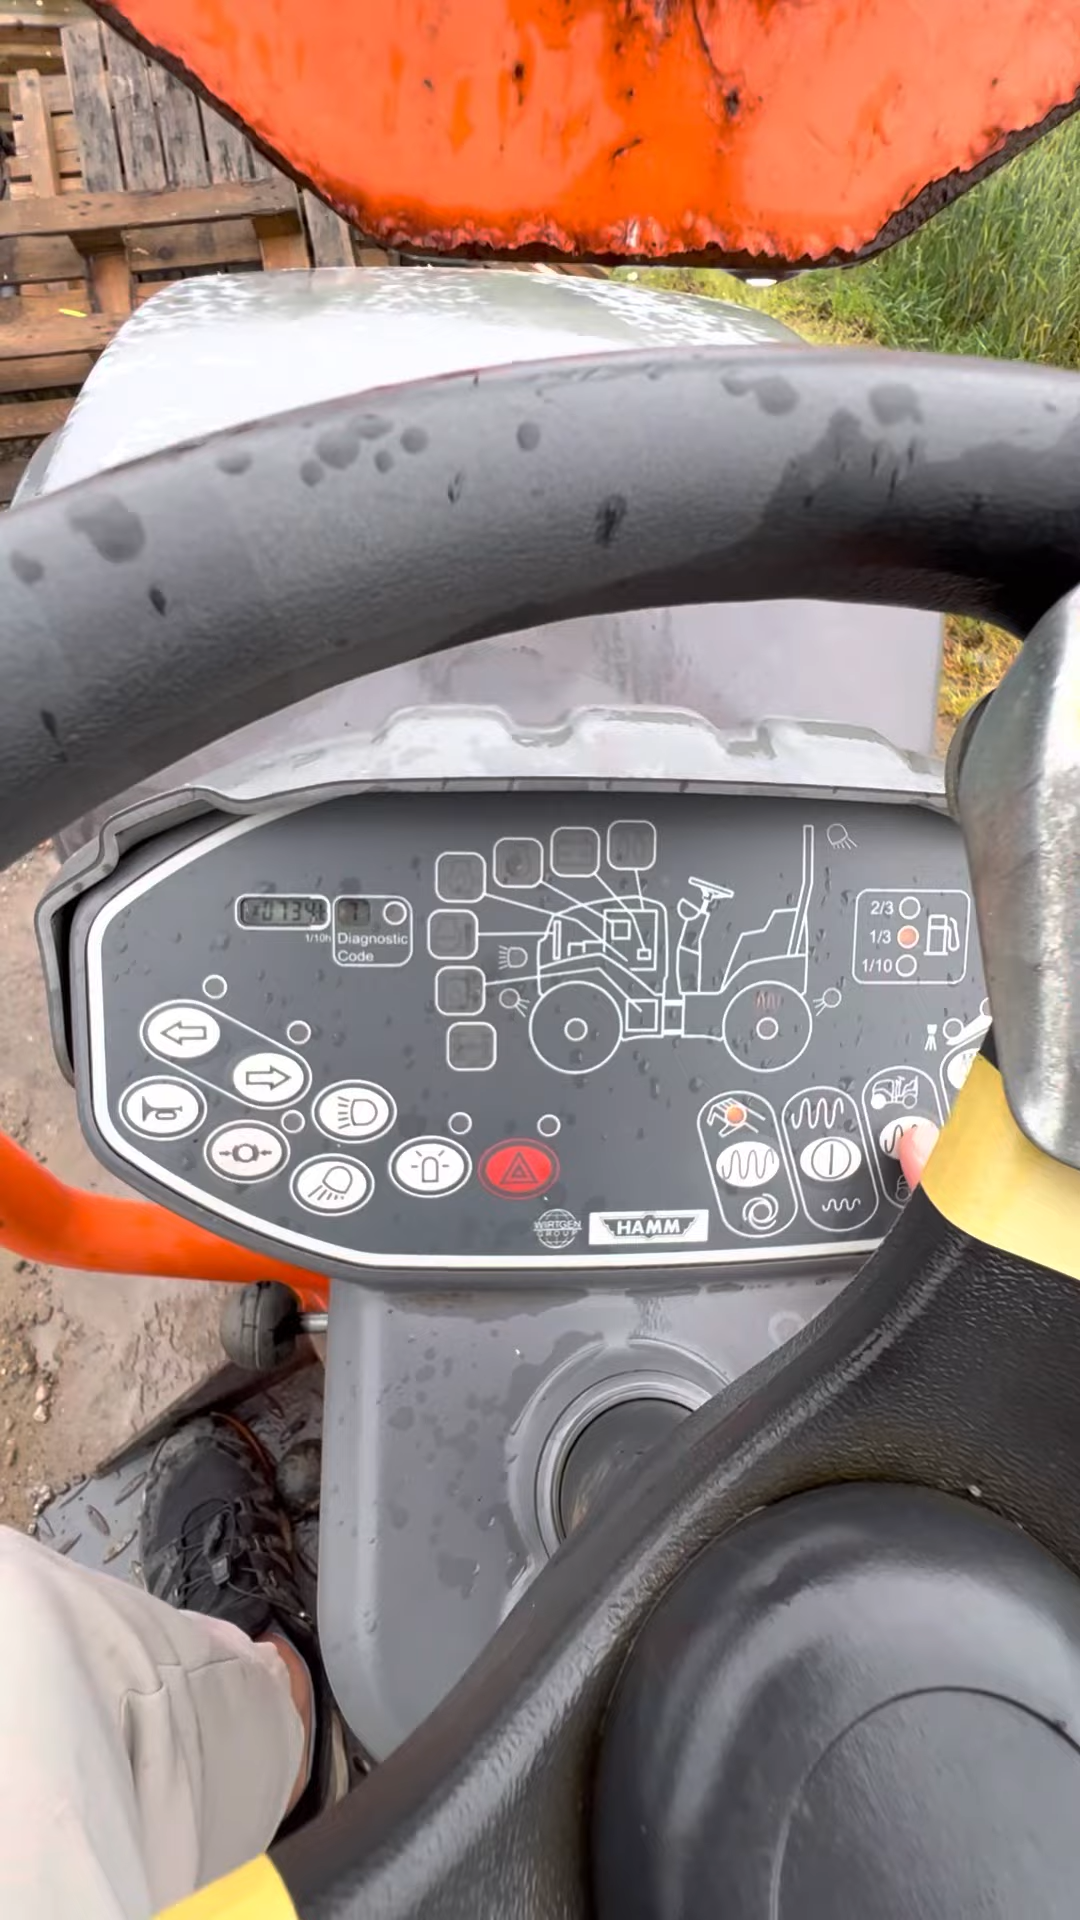 2/3
1/3
1/10
1/10h
Diagnostic
Code
WIRTGEN
GROUP
HAMM